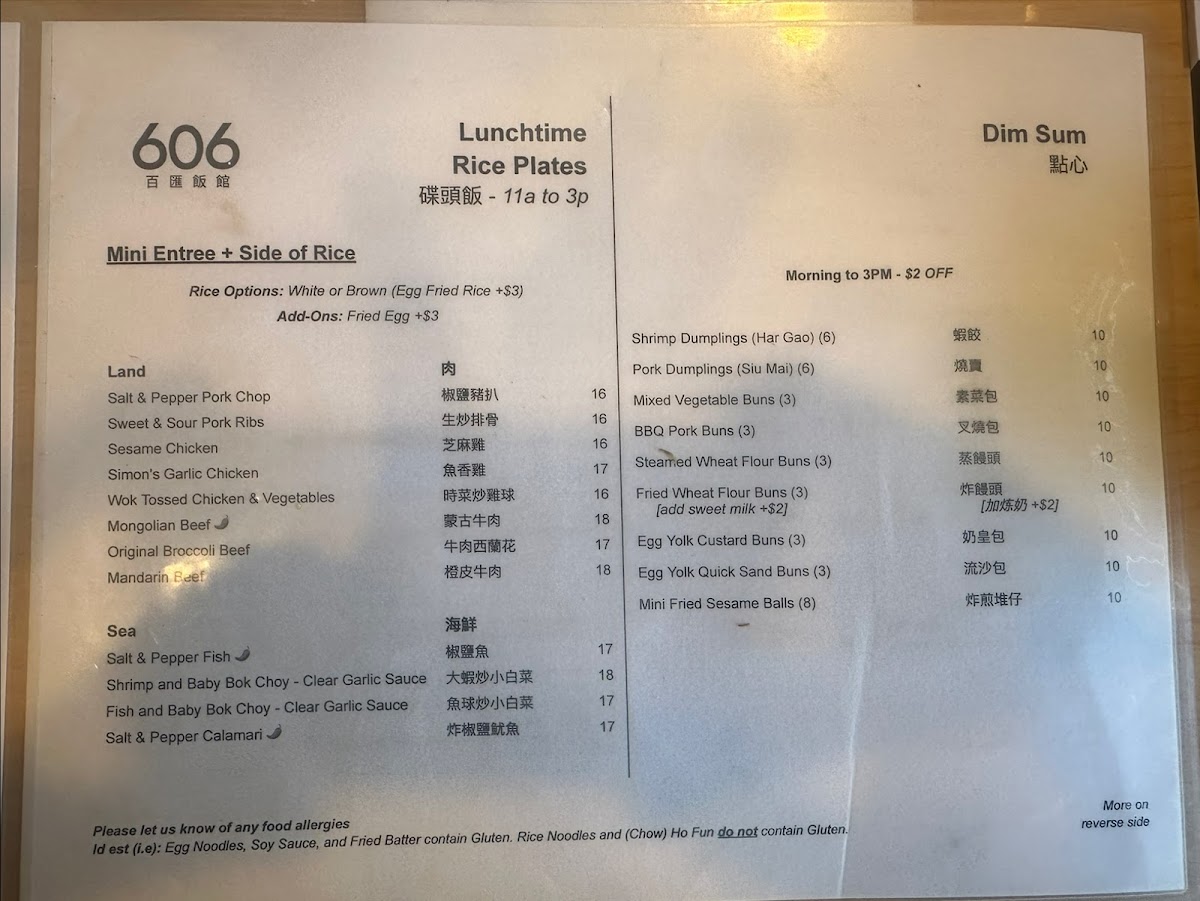 606
百匯飯館
Lunchtime
Rice Plates
碟頭飯 - 11a to 3p
Mini Entree + Side of Rice
Rice Options: White or Brown (Egg Fried Rice +$3)
Add-Ons: Fried Egg +$3
Land 肉
Salt & Pepper Pork Chop 椒鹽豬扒 16
Sweet & Sour Pork Ribs 生炒排骨 16
Sesame Chicken 芝麻雞 16
Simon's Garlic Chicken 魚香雞 17
Wok Tossed Chicken & Vegetables 時菜炒雞球 16
Mongolian Beef 蒙古牛肉 18
Original Broccoli Beef 牛肉西蘭花 17
Mandarin Beef 橙皮牛肉 18
Sea 海鮮
Salt & Pepper Fish 椒鹽魚 17
Shrimp and Baby Bok Choy - Clear Garlic Sauce 大蝦炒小白菜 18
Fish and Baby Bok Choy - Clear Garlic Sauce 魚球炒小白菜 17
Salt & Pepper Calamari 炸椒鹽魷魚 17
Dim Sum
點心
Morning to 3PM - $2 OFF
Shrimp Dumplings (Har Gao) (6) 蝦餃 10
Pork Dumplings (Siu Mai) (6) 燒賣 10
Mixed Vegetable Buns (3) 素菜包 10
BBQ Pork Buns (3) 叉燒包 10
Steamed Wheat Flour Buns (3) 蒸饅頭 10
Fried Wheat Flour Buns (3) 炸饅頭 10
[add sweet milk +$2] [加炼奶 +$2]
Egg Yolk Custard Buns (3) 奶皇包 10
Egg Yolk Quick Sand Buns (3) 流沙包 10
Mini Fried Sesame Balls (8) 炸煎堆仔 10
Please let us know of any food allergies
Id est (i.e): Egg Noodles, Soy Sauce, and Fried Batter contain Gluten. Rice Noodles and (Chow) Ho Fun do not contain Gluten.
More on
reverse side